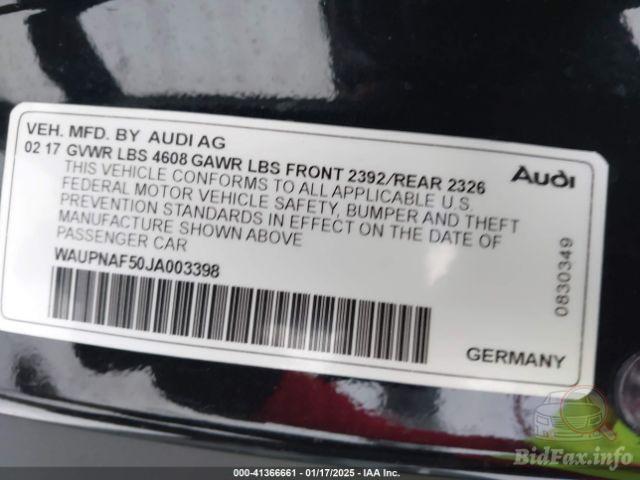 VEH. MFD. BY AUDI AG
02 17 GVWR LBS 4608 GAWR LBS FRONT 2392/REAR 2326
THIS VEHICLE CONFORMS TO ALL APPLICABLE U.S.
FEDERAL MOTOR VEHICLE SAFETY, BUMPER AND THEFT
PREVENTION STANDARDS IN EFFECT ON THE DATE OF
MANUFACTURE SHOWN ABOVE
PASSENGER CAR
WAUPNAF50JA003398
Audi
0830349
GERMANY
BidFax.info
000-41366661 - 01/17/2025 - IAA Inc.